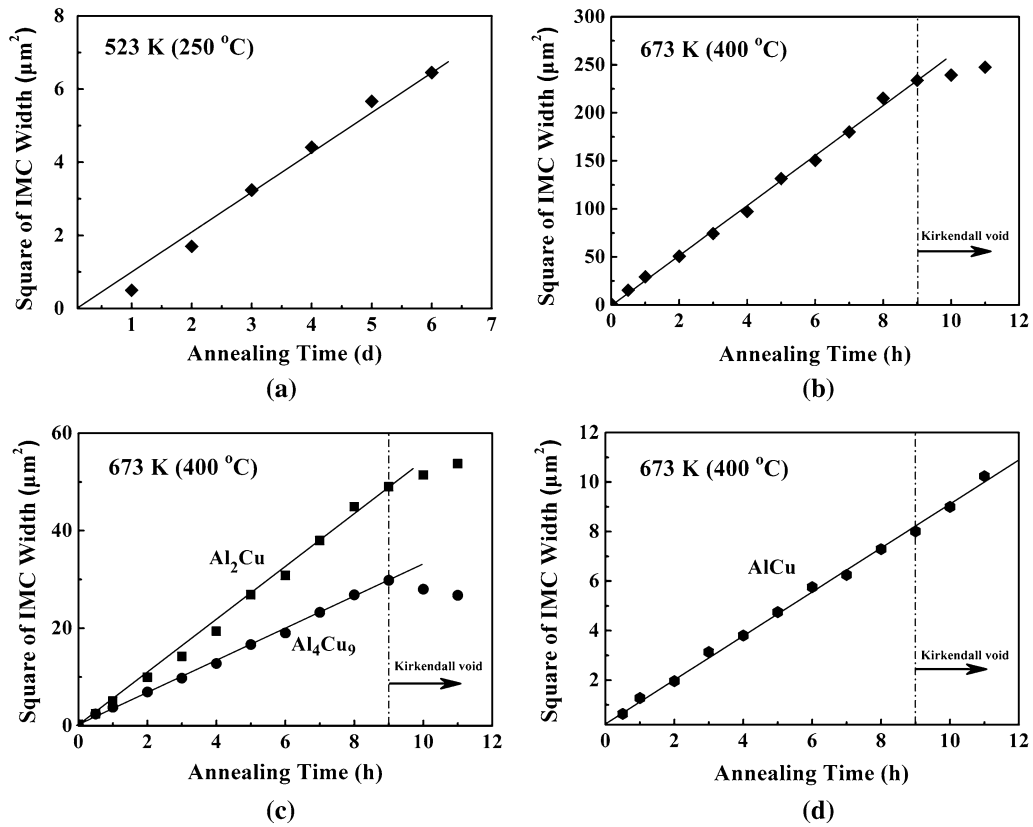 523 K (250 °C)
Square of IMC Width (μm²)
8
6
4
2
0
1 2 3 4 5 6 7
Annealing Time (d)
(a)
673 K (400 °C)
Square of IMC Width (μm²)
300
250
200
150
100
50
0
Kirkendall void
0 2 4 6 8 10 12
Annealing Time (h)
(b)
673 K (400 °C)
Square of IMC Width (μm²)
60
40
20
0
Al₂Cu
Al₄Cu₉
Kirkendall void
0 2 4 6 8 10 12
Annealing Time (h)
(c)
673 K (400 °C)
Square of IMC Width (μm²)
12
10
8
6
4
2
AlCu
Kirkendall void
0 2 4 6 8 10 12
Annealing Time (h)
(d)